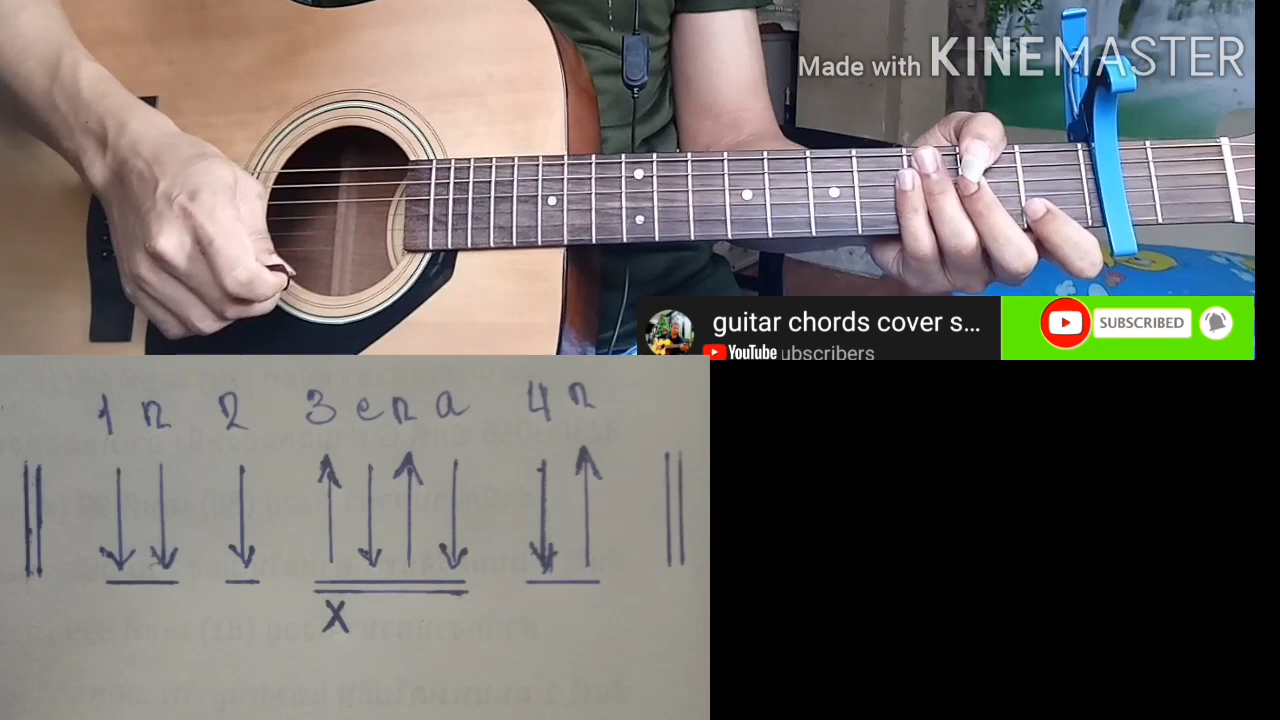 Made with KINEMASTER
guitar chords cover s...
YouTube ubscribers
SUBSCRIBED
1 n 2 3 e n a 4 n
X